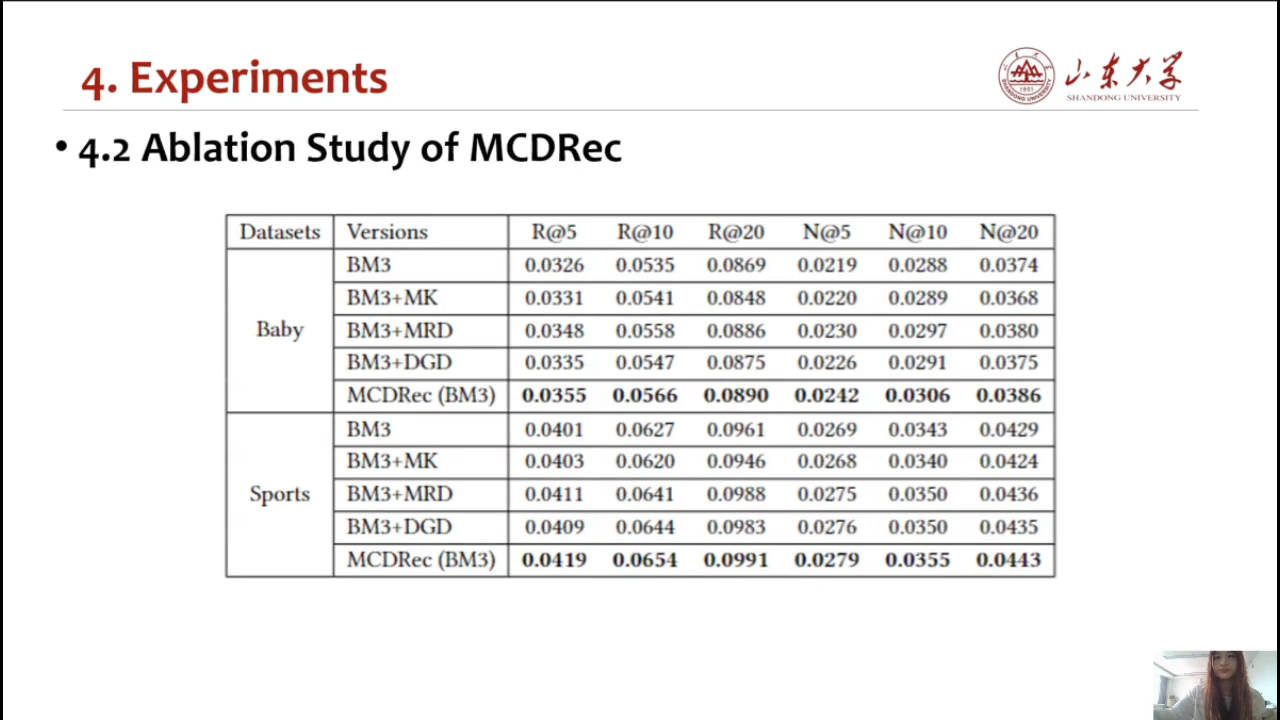 4. Experiments
山东大学
SHANDONG UNIVERSITY
1901
• 4.2 Ablation Study of MCDRec
Datasets Versions R@5 R@10 R@20 N@5 N@10 N@20
Baby
BM3 0.0326 0.0535 0.0869 0.0219 0.0288 0.0374
BM3+MK 0.0331 0.0541 0.0848 0.0220 0.0289 0.0368
BM3+MRD 0.0348 0.0558 0.0886 0.0230 0.0297 0.0380
BM3+DGD 0.0335 0.0547 0.0875 0.0226 0.0291 0.0375
MCDRec (BM3) 0.0355 0.0566 0.0890 0.0242 0.0306 0.0386
Sports
BM3 0.0401 0.0627 0.0961 0.0269 0.0343 0.0429
BM3+MK 0.0403 0.0620 0.0946 0.0268 0.0340 0.0424
BM3+MRD 0.0411 0.0641 0.0988 0.0275 0.0350 0.0436
BM3+DGD 0.0409 0.0644 0.0983 0.0276 0.0350 0.0435
MCDRec (BM3) 0.0419 0.0654 0.0991 0.0279 0.0355 0.0443